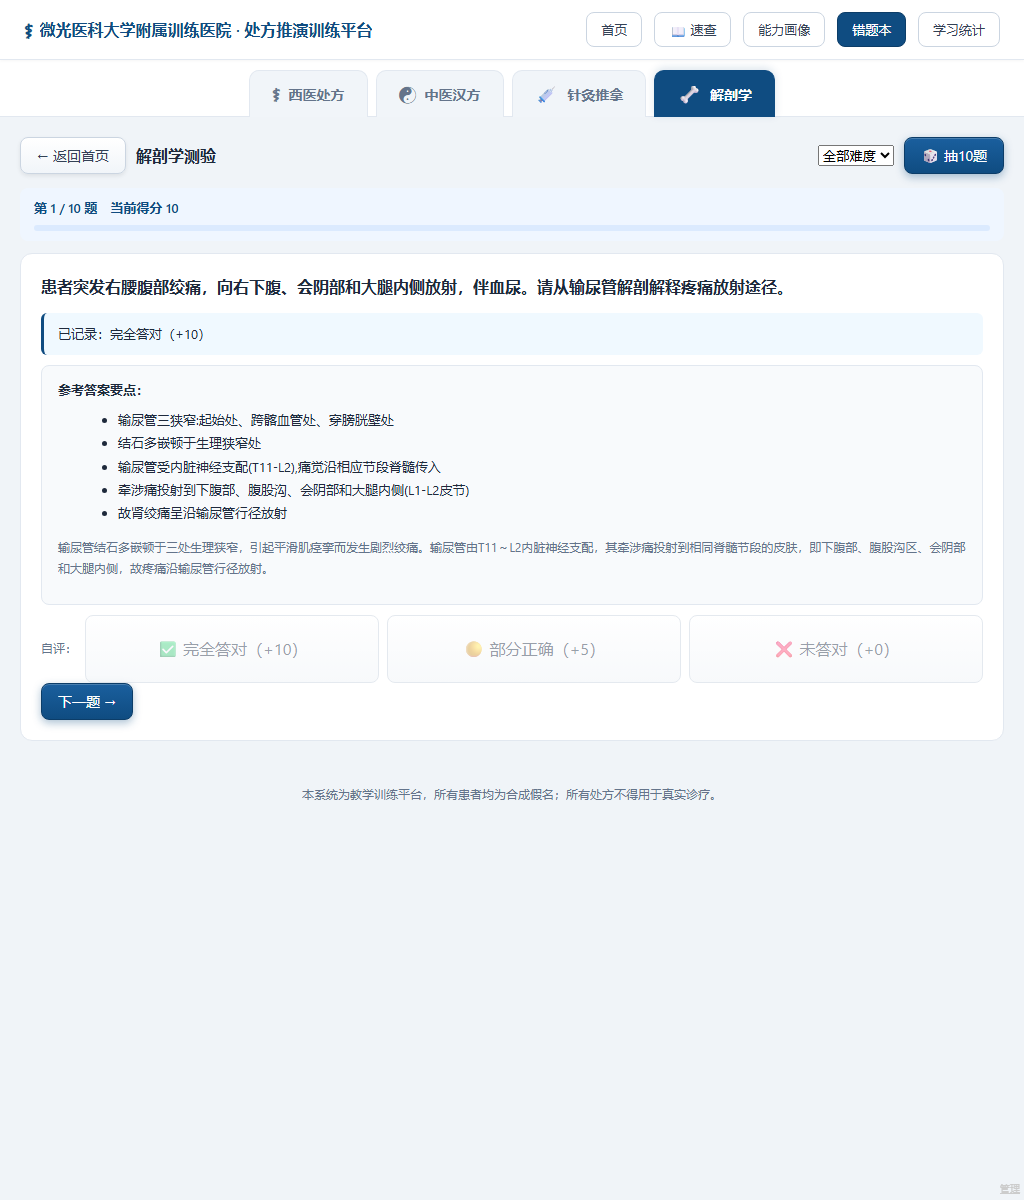 微光医科大学附属训练医院 · 处方推演训练平台
首页
速查
能力画像
错题本
学习统计
西医处方
中医汉方
针灸推拿
解剖学
← 返回首页
解剖学测验
全部难度
抽10题
第 1 / 10 题 当前得分 10
患者突发右腰腹部绞痛，向右下腹、会阴部和大腿内侧放射，伴血尿。请从输尿管解剖解释疼痛放射途径。
已记录：完全答对（+10）
参考答案要点：
• 输尿管三狭窄:起始处、跨髂血管处、穿膀胱壁处
• 结石多嵌顿于生理狭窄处
• 输尿管受内脏神经支配(T11-L2),痛觉沿相应节段脊髓传入
• 牵涉痛投射到下腹部、腹股沟、会阴部和大腿内侧(L1-L2皮节)
• 故肾绞痛呈沿输尿管行径放射
输尿管结石多嵌顿于三处生理狭窄，引起平滑肌痉挛而发生剧烈绞痛。输尿管由T11～L2内脏神经支配，其牵涉痛投射到相同脊髓节段的皮肤，即下腹部、腹股沟区、会阴部
和大腿内侧，故疼痛沿输尿管行径放射。
自评：
完全答对（+10）
部分正确（+5）
未答对（+0）
下一题 →
本系统为教学训练平台，所有患者均为合成假名；所有处方不得用于真实诊疗。
管理